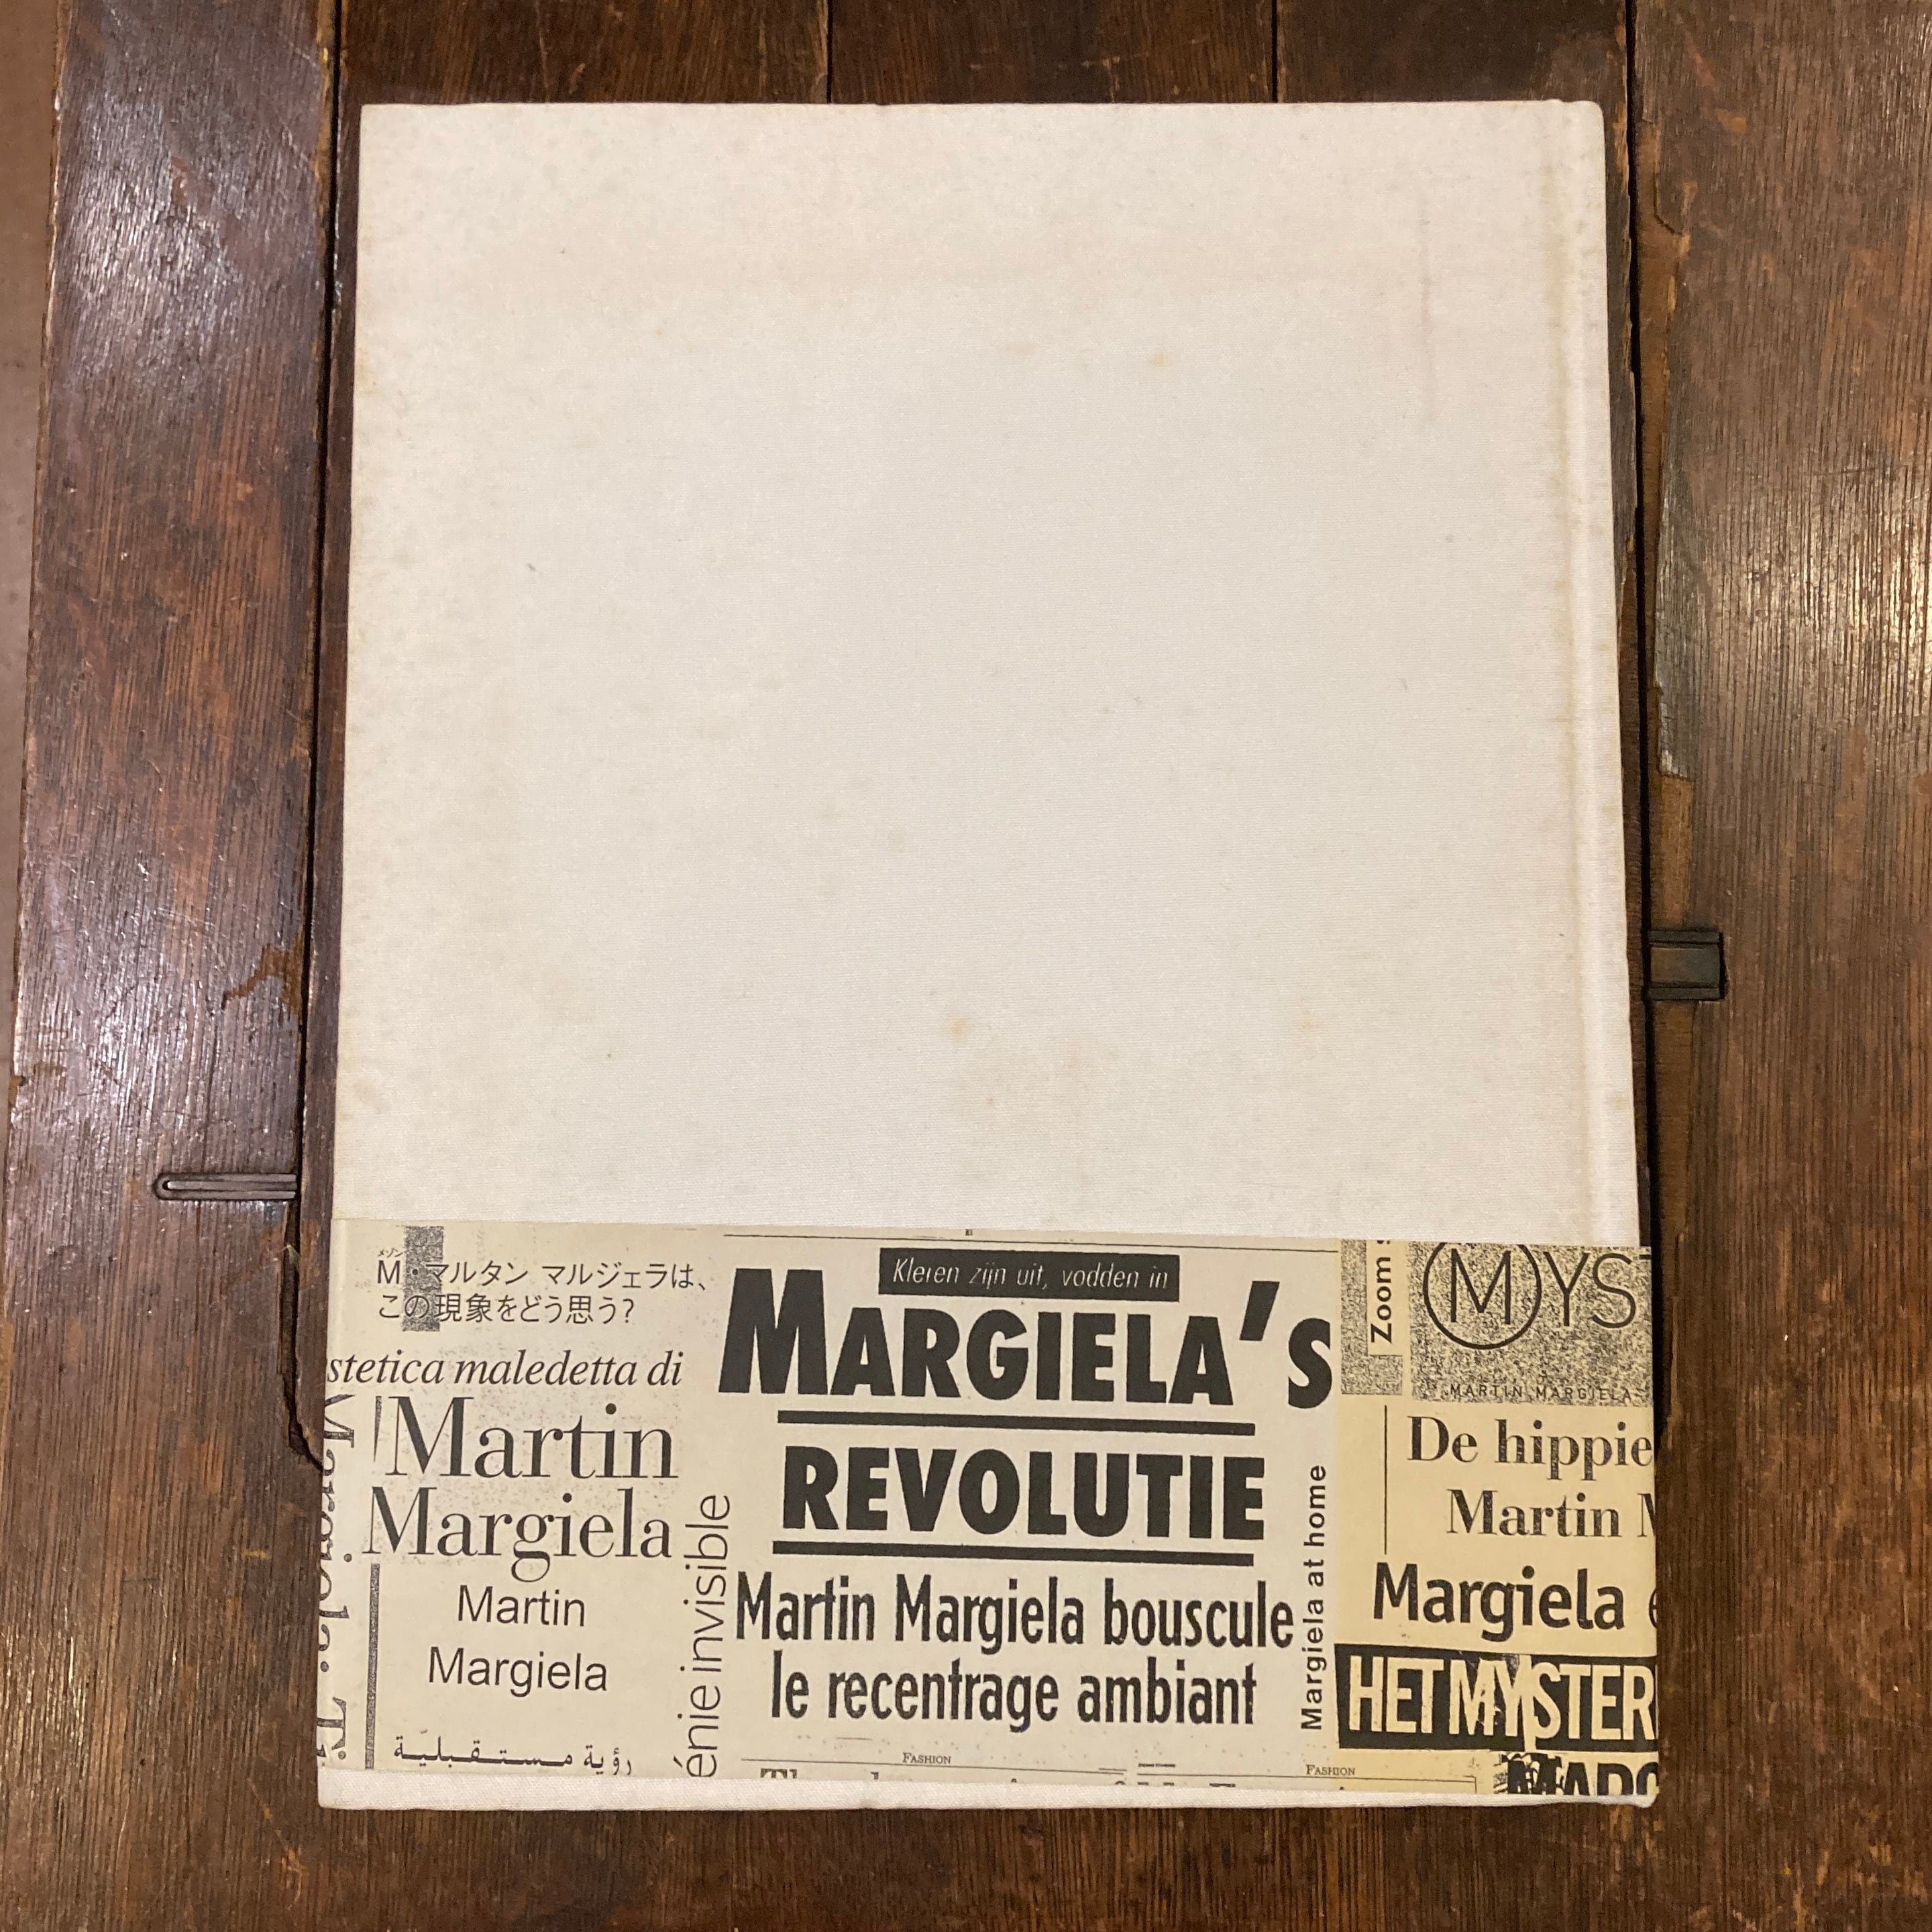 メゾン
M・マルタン マルジェラは、
この現象をどう思う?
stetica maledetta di
Martin
Margiela
Martin
Margiela
رؤية مستقبلية
énie invisible
Kleren zijn uit, vodden in
MARGIELA's
REVOLUTIE
Martin Margiela bouscule
le recentrage ambiant
FASHION
Margiela at home
FASHION
Zoom
MYS
MARTIN MARGIELA
De hippie
Martin M
Margiela
HET MYSTER